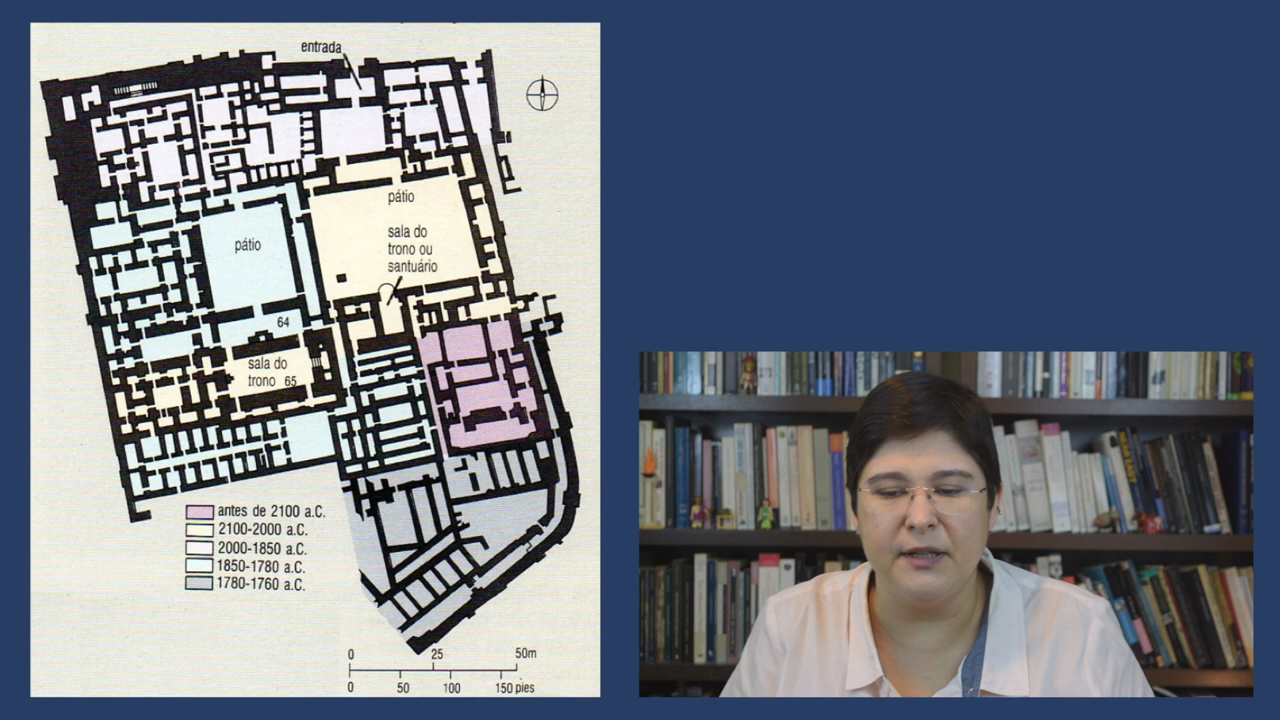 entrada
pátio
sala do
trono ou
santuário
pátio
64
sala do
trono 65
antes de 2100 a.C.
2100-2000 a.C.
2000-1850 a.C.
1850-1780 a.C.
1780-1760 a.C.
0 25 50m
0 50 100 150 pies